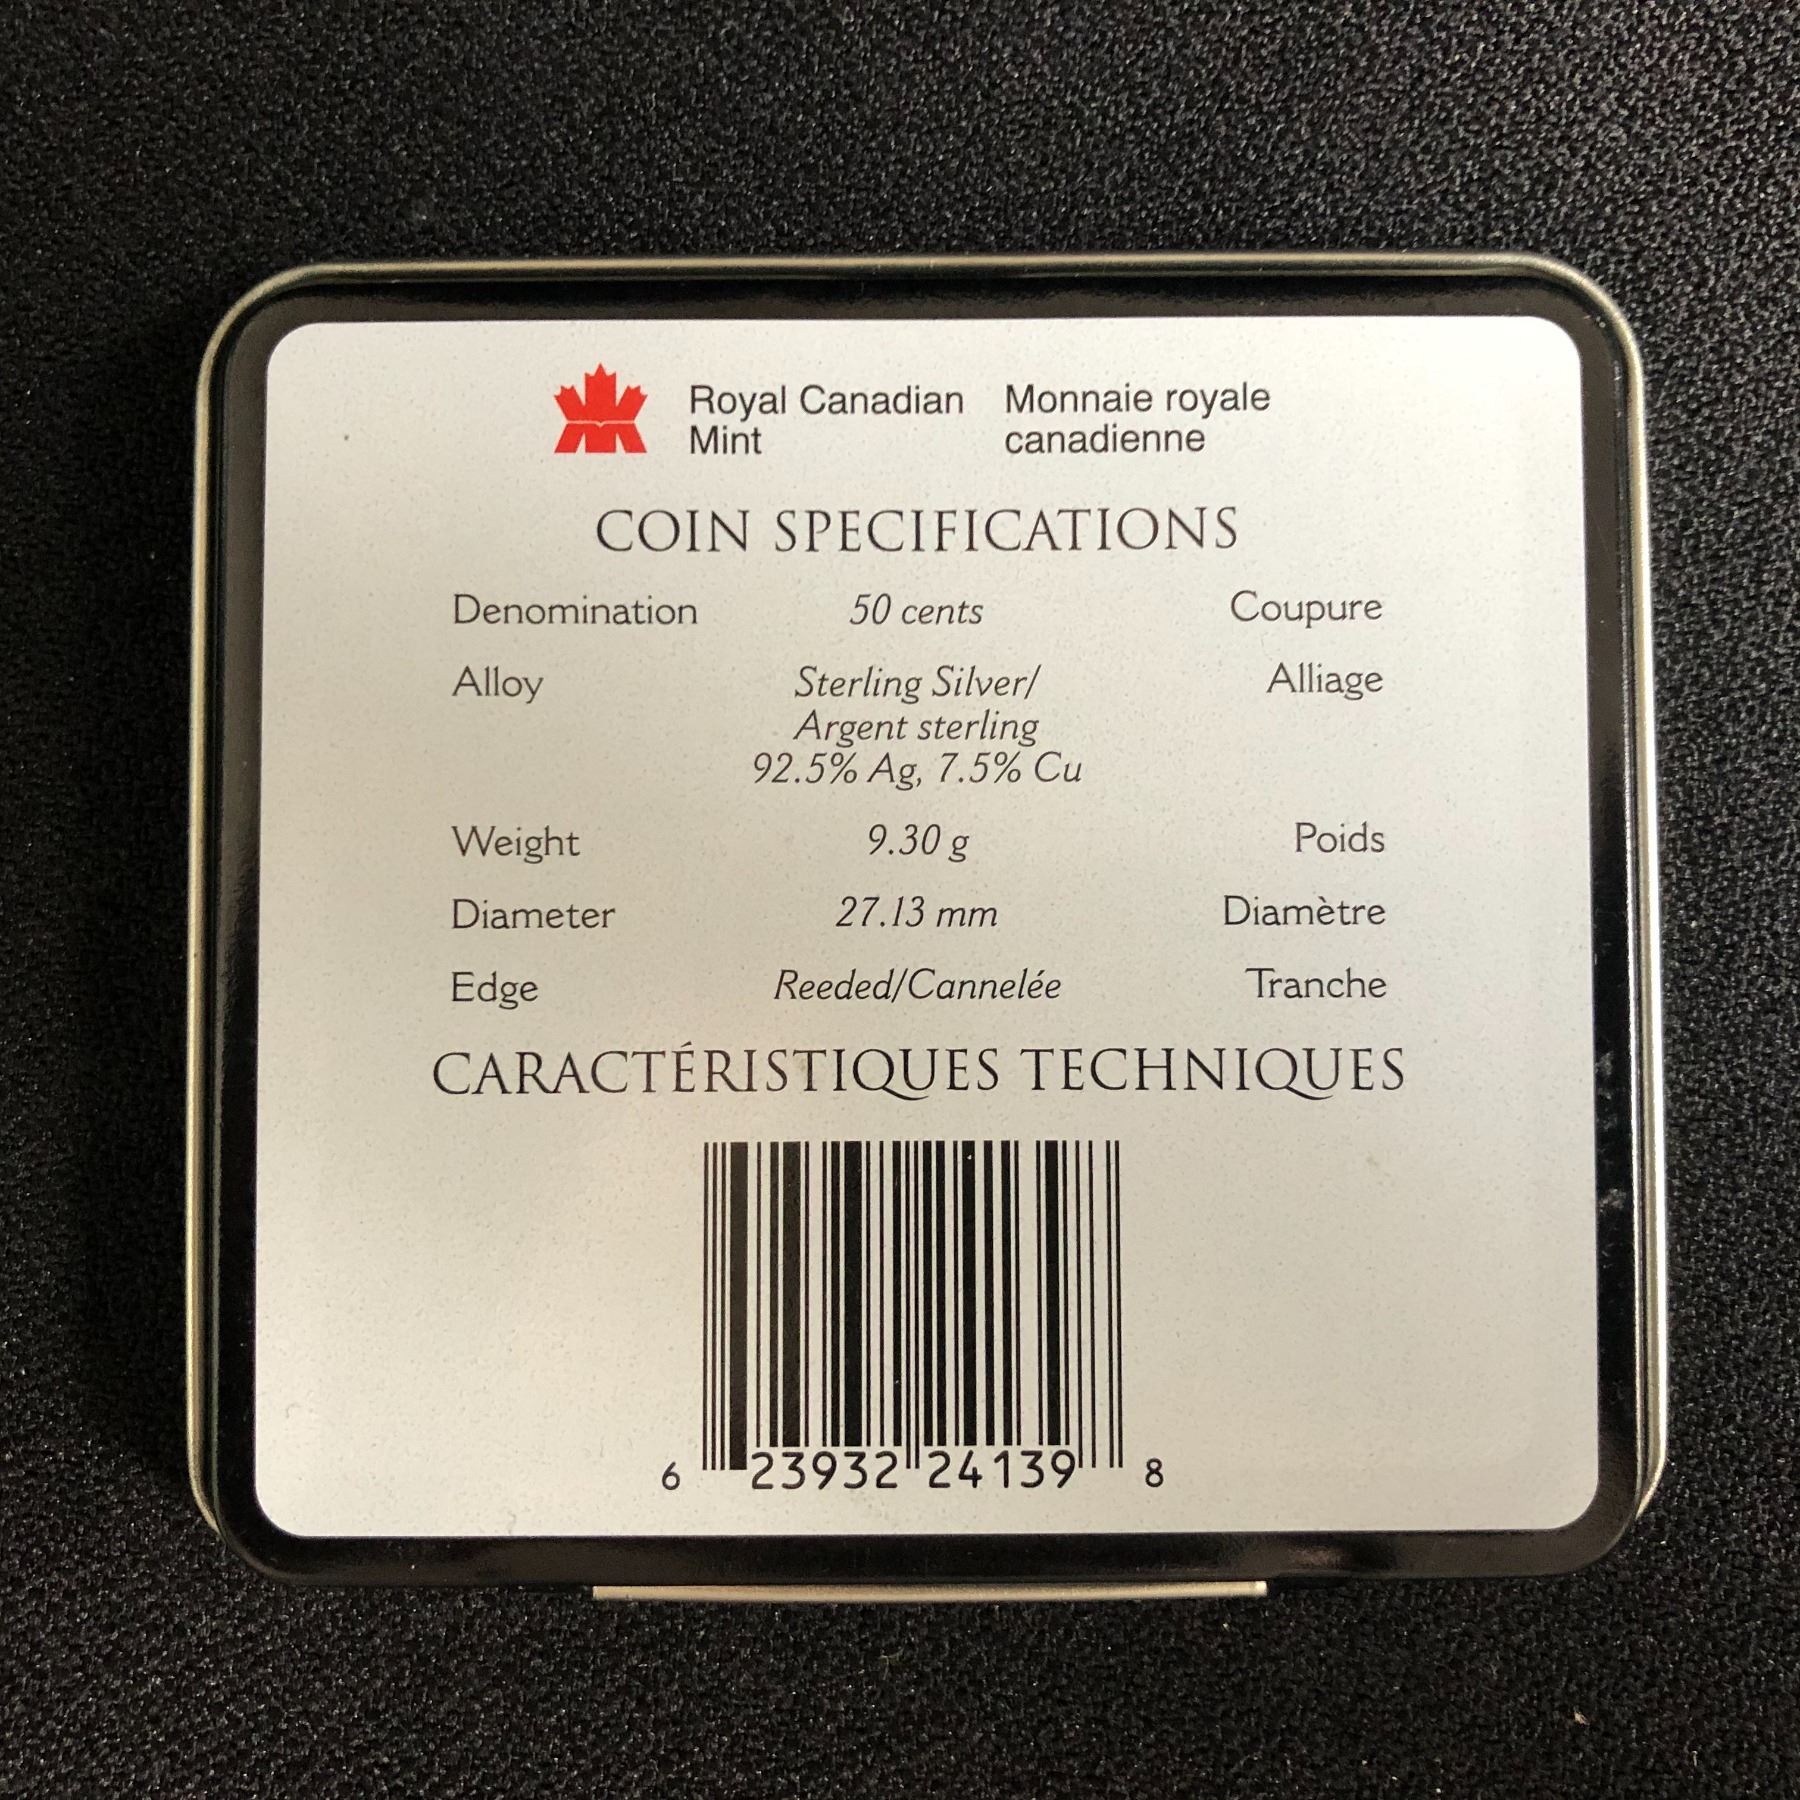 Royal Canadian Mint
Monnaie royale canadienne
COIN SPECIFICATIONS
Denomination 50 cents Coupure
Alloy Sterling Silver/ Alliage
Argent sterling
92.5% Ag, 7.5% Cu
Weight 9.30 g Poids
Diameter 27.13 mm Diamètre
Edge Reeded/Cannelée Tranche
CARACTÉRISTIQUES TECHNIQUES
6 23932 24139 8